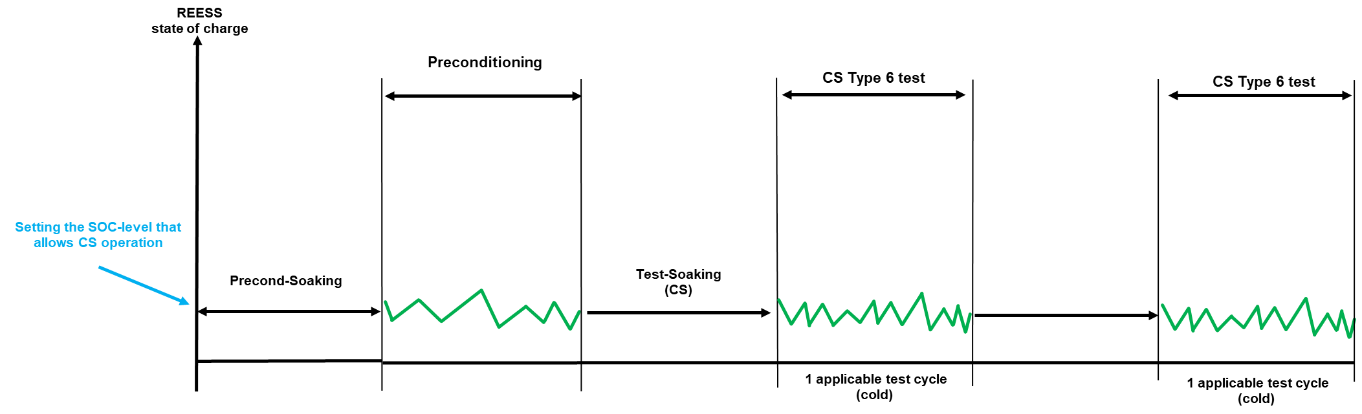 REESS
state of charge
Preconditioning
CS Type 6 test
CS Type 6 test
Setting the SOC-level that
allows CS operation
Precond-Soaking
Test-Soaking
(CS)
1 applicable test cycle
(cold)
1 applicable test cycle
(cold)